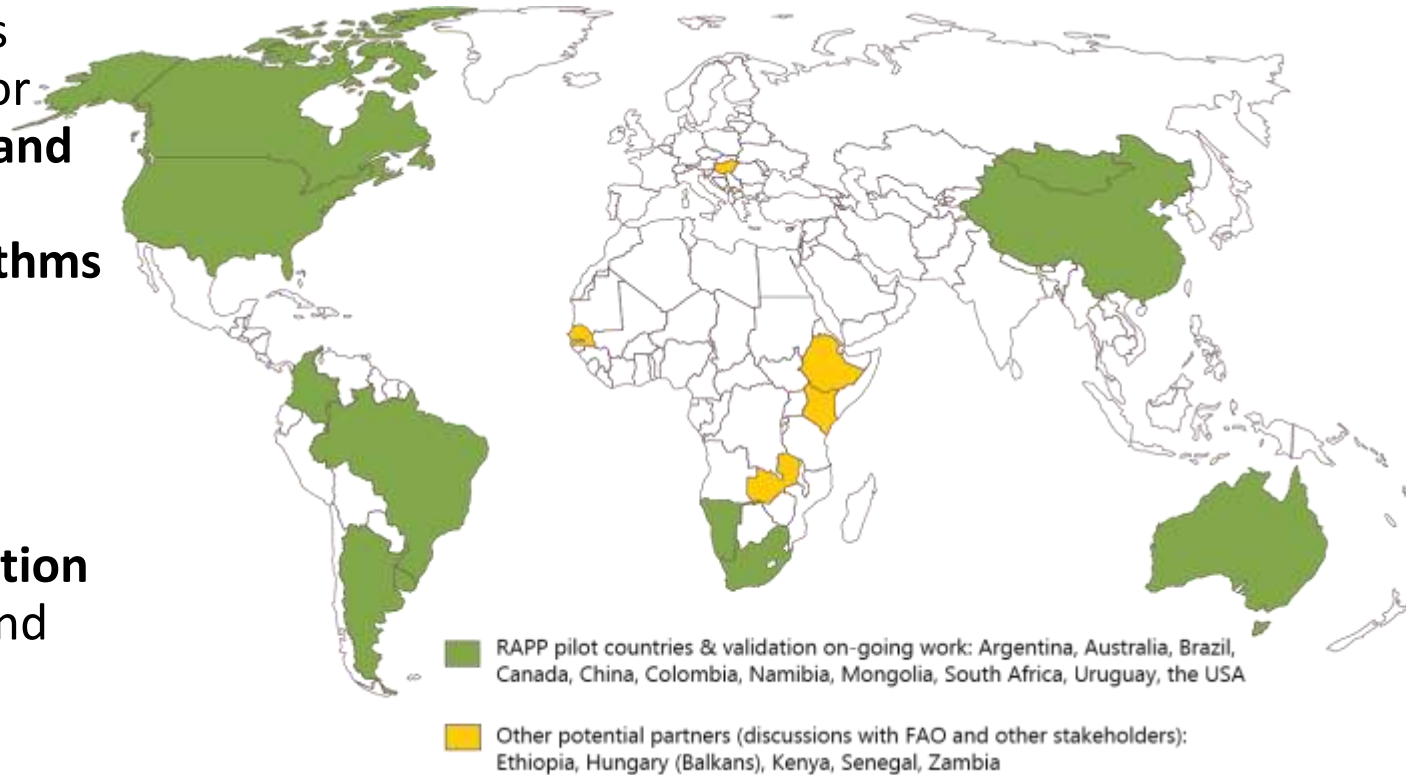 s
or
and
thms
tion
nd
RAPP pilot countries & validation on-going work: Argentina, Australia, Brazil,
Canada, China, Colombia, Namibia, Mongolia, South Africa, Uruguay, the USA
Other potential partners (discussions with FAO and other stakeholders):
Ethiopia, Hungary (Balkans), Kenya, Senegal, Zambia